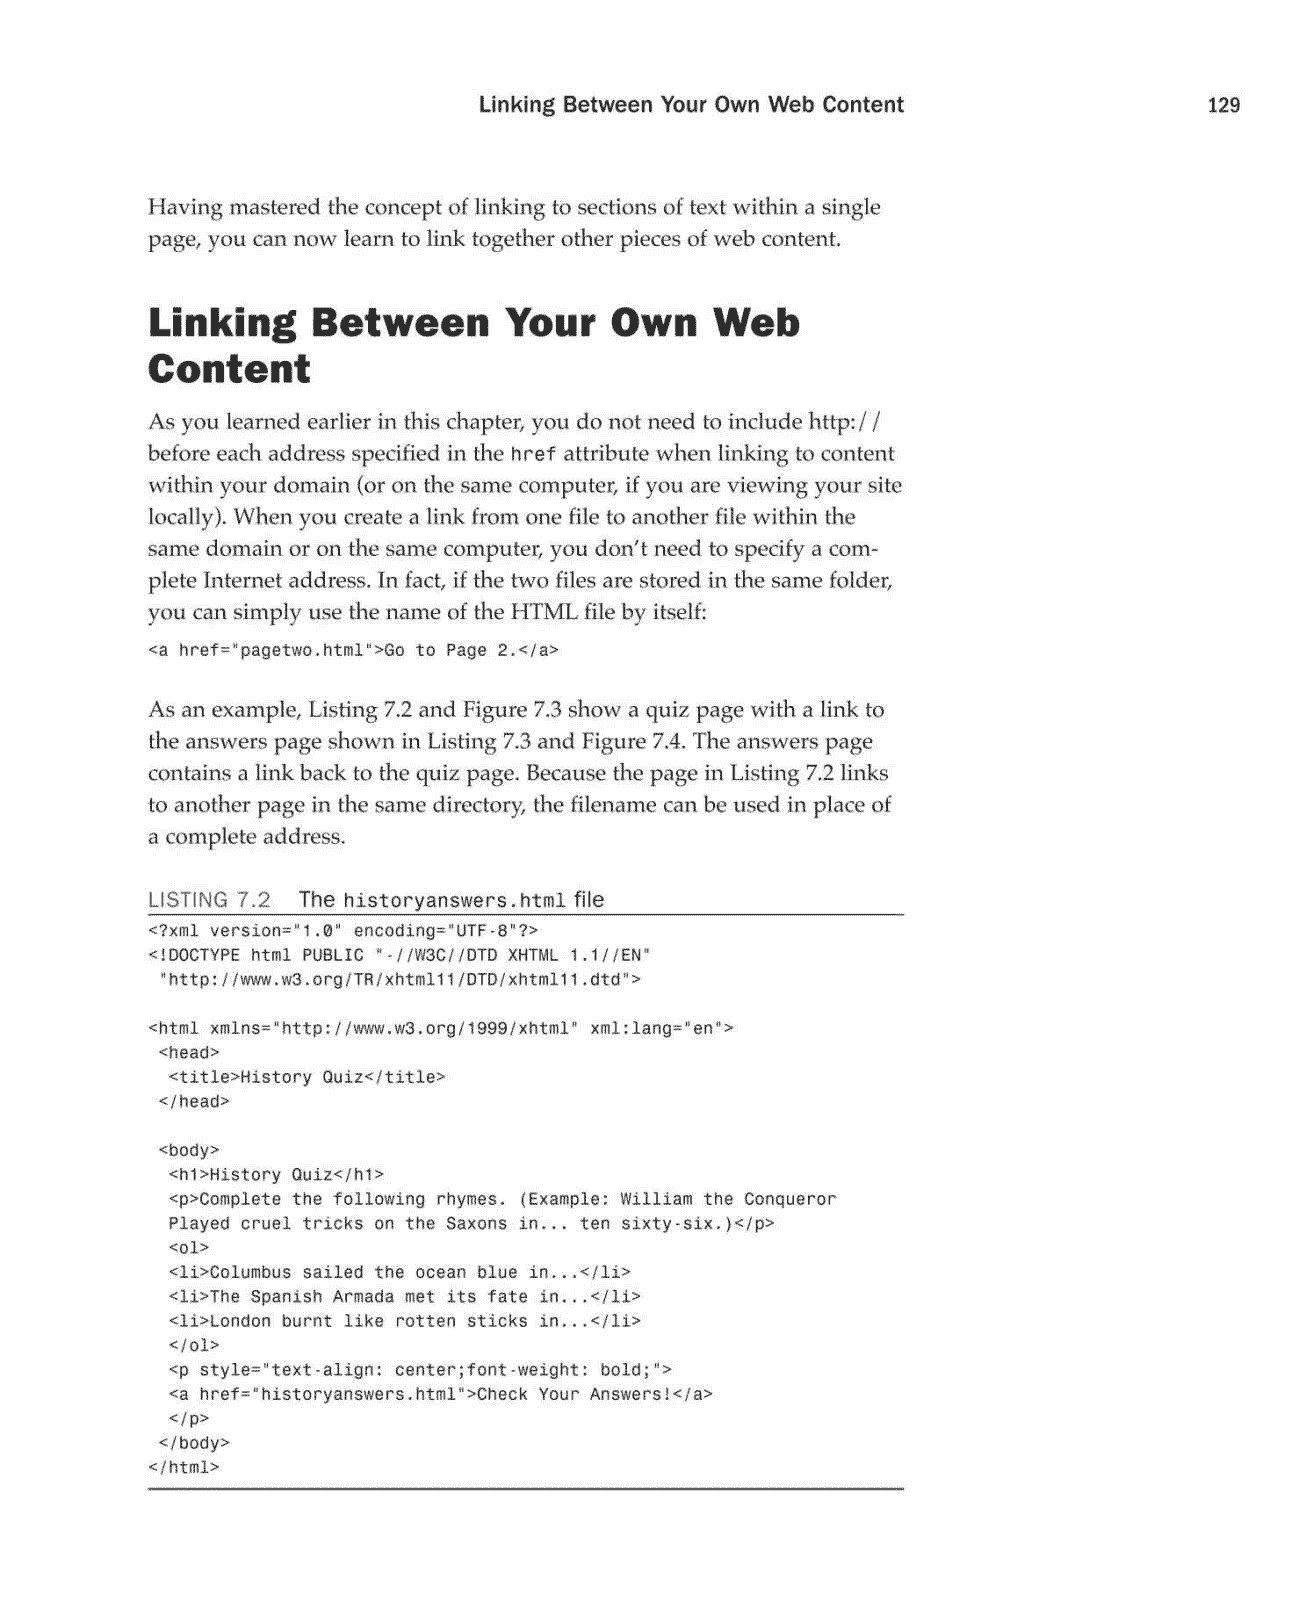 Linking Between Your Own Web Content 129
Having mastered the concept of linking to sections of text within a single
page, you can now learn to link together other pieces of web content.
Linking Between Your Own Web
Content
As you learned earlier in this chapter, you do not need to include http://
before each address specified in the href attribute when linking to content
within your domain (or on the same computer, if you are viewing your site
locally). When you create a link from one file to another file within the
same domain or on the same computer, you don't need to specify a com-
plete Internet address. In fact, if the two files are stored in the same folder,
you can simply use the name of the HTML file by itself:
<a href="pagetwo.html">Go to Page 2.</a>
As an example, Listing 7.2 and Figure 7.3 show a quiz page with a link to
the answers page shown in Listing 7.3 and Figure 7.4. The answers page
contains a link back to the quiz page. Because the page in Listing 7.2 links
to another page in the same directory, the filename can be used in place of
a complete address.
LISTING 7.2 The historyanswers.html file
<?xml version="1.0" encoding="UTF-8"?>
<!DOCTYPE html PUBLIC "-//W3C//DTD XHTML 1.1//EN"
"http://www.w3.org/TR/xhtml11/DTD/xhtml11.dtd">
<html xmlns="http://www.w3.org/1999/xhtml" xml:lang="en">
<head>
<title>History Quiz</title>
</head>
<body>
<h1>History Quiz</h1>
<p>Complete the following rhymes. (Example: William the Conqueror
Played cruel tricks on the Saxons in... ten sixty-six.)</p>
<ol>
<li>Columbus sailed the ocean blue in...</li>
<li>The Spanish Armada met its fate in...</li>
<li>London burnt like rotten sticks in...</li>
</ol>
<p style="text-align: center;font-weight: bold;">
<a href="historyanswers.html">Check Your Answers!</a>
</p>
</body>
</html>